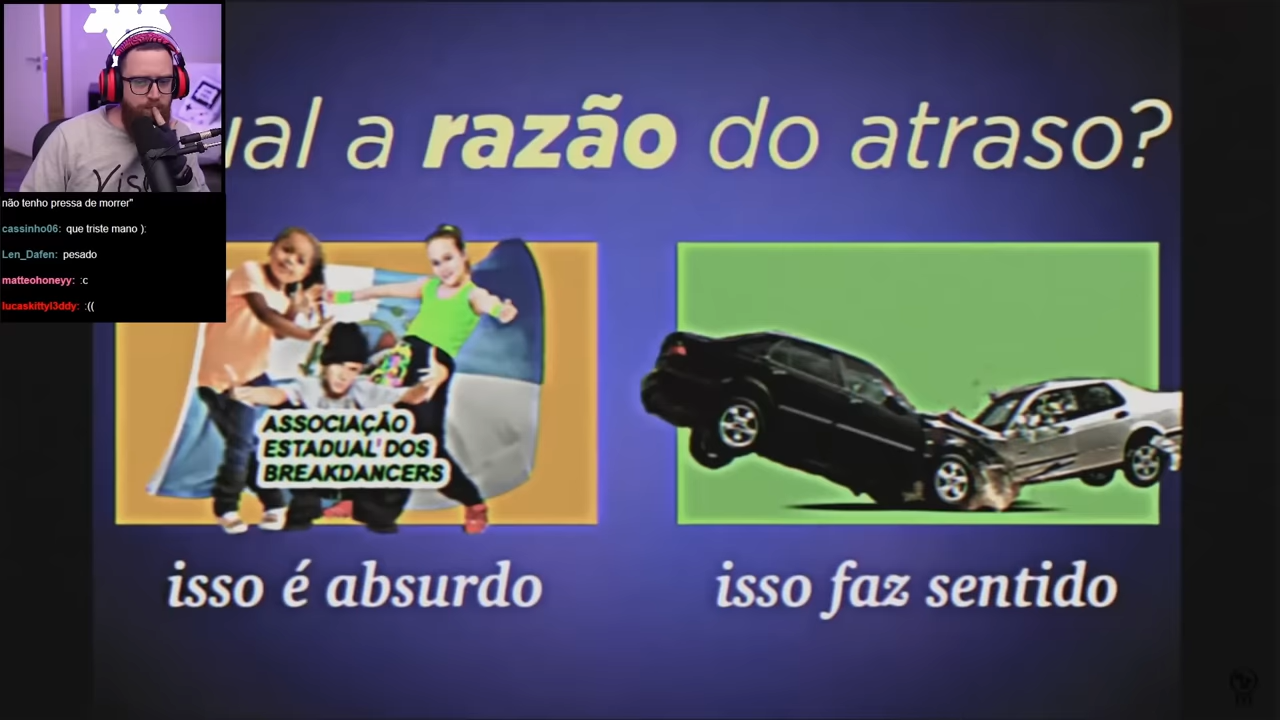 ual a razão do atraso?
não tenho pressa de morrer"
cassinho06: que triste mano ):
Len_Dafen: pesado
matteohoneyy: :c
lucaskittyl3ddy: :((
ASSOCIAÇÃO
ESTADUAL DOS
BREAKDANCERS
isso é absurdo
isso faz sentido